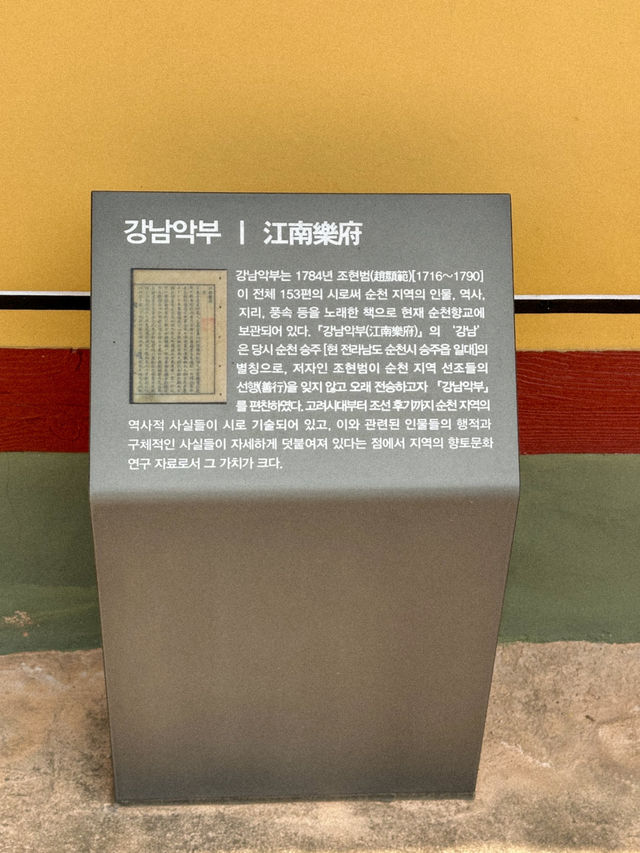 강남악부 | 江南樂府
강남악부는 1784년 조현범(趙顯範)[1716~1790]
이 전체 153편의 시로써 순천 지역의 인물, 역사,
지리, 풍속 등을 노래한 책으로 현재 순천향교에
보관되어 있다. 『강남악부(江南樂府)』의 '강남'
은 당시 순천 승주 [현 전라남도 순천시 승주읍 일대]의
별칭으로, 저자인 조현범이 순천 지역 선조들의
선행(善行)을 잊지 않고 오래 전승하고자 『강남악부』
를 편찬하였다. 고려시대부터 조선 후기까지 순천 지역의
역사적 사실들이 시로 기술되어 있고, 이와 관련된 인물들의 행적과
구체적인 사실들이 자세하게 덧붙여져 있다는 점에서 지역의 향토문화
연구 자료로서 그 가치가 크다.